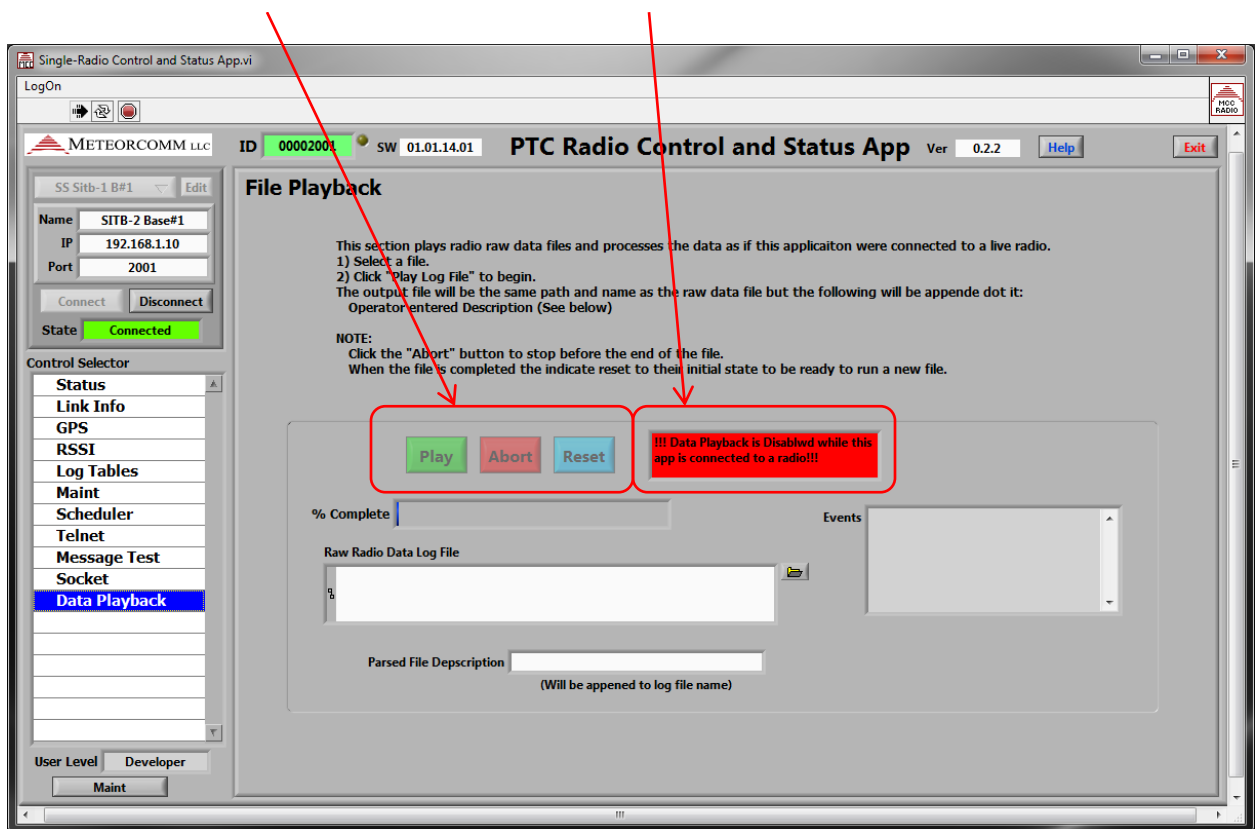 Single-Radio Control and Status App.vi
LogOn
MCC
RADIO
METEORCOMM LLC
ID 00002001 SW 01.01.14.01 PTC Radio Control and Status App Ver 0.2.2 Help Exit
SS Sitb-1 B#1 Edit
Name SITB-2 Base#1
IP 192.168.1.10
Port 2001
Connect Disconnect
State Connected
Control Selector
Status
Link Info
GPS
RSSI
Log Tables
Maint
Scheduler
Telnet
Message Test
Socket
Data Playback
User Level Developer
Maint
File Playback
This section plays radio raw data files and processes the data as if this applicaiton were connected to a live radio.
1) Select a file.
2) Click "Play Log File" to begin.
The output file will be the same path and name as the raw data file but the following will be appende dot it:
Operator entered Description (See below)
NOTE:
Click the "Abort" button to stop before the end of the file.
When the file is completed the indicate reset to their initial state to be ready to run a new file.
Play Abort Reset
!!! Data Playback is Disablwd while this
app is connected to a radio!!!
% Complete
Events
Raw Radio Data Log File
Parsed File Depscription
(Will be appened to log file name)